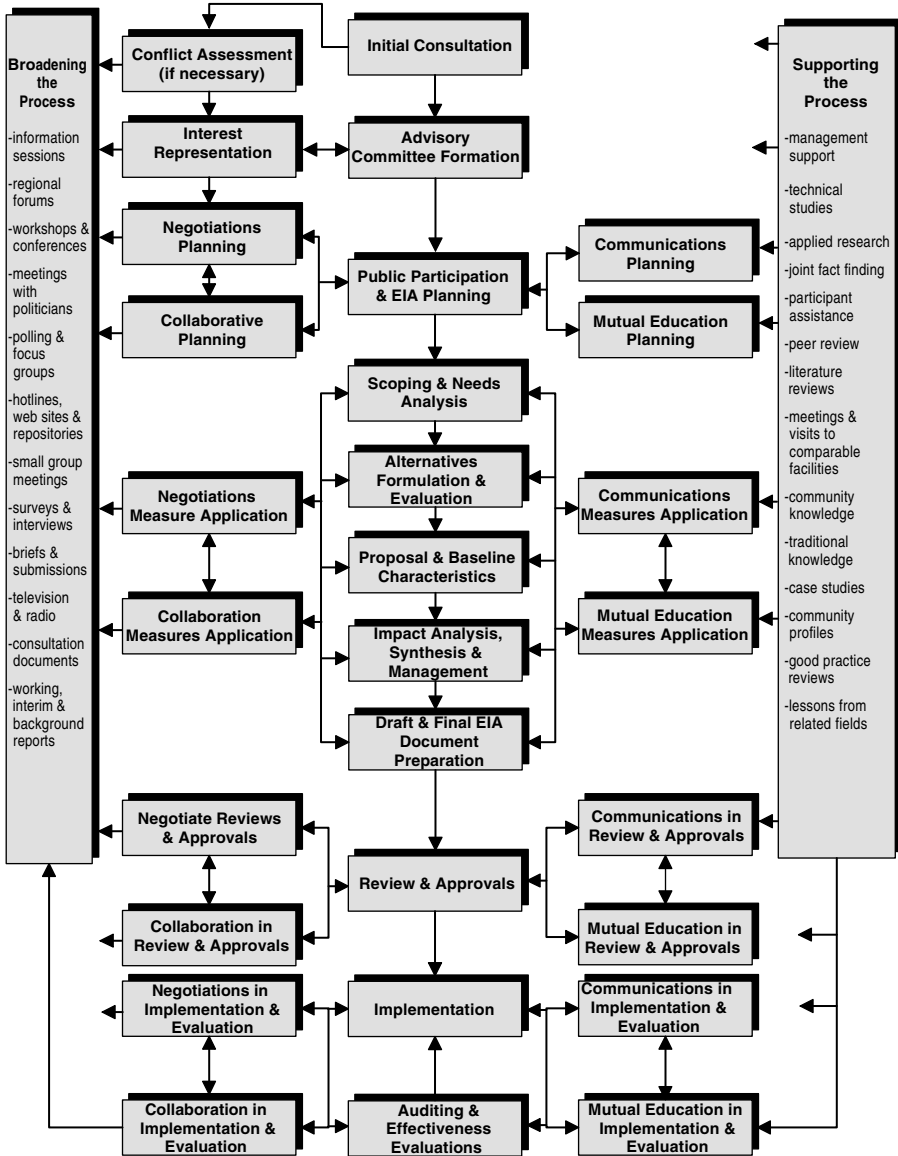 Broadening
the
Process
-information
sessions
-regional
forums
-workshops &
conferences
-meetings
with
politicians
-polling &
focus
groups
-hotlines,
web sites &
repositories
-small group
meetings
-surveys &
interviews
-briefs &
submissions
-television
& radio
-consultation
documents
-working,
interim &
background
reports
Conflict Assessment
(if necessary)
Initial Consultation
Interest
Representation
Advisory
Committee Formation
Negotiations
Planning
Collaborative
Planning
Public Participation
& EIA Planning
Communications
Planning
Mutual Education
Planning
Scoping & Needs
Analysis
Alternatives
Formulation &
Evaluation
Proposal & Baseline
Characteristics
Impact Analysis,
Synthesis &
Management
Draft & Final EIA
Document
Preparation
Negotiations
Measure Application
Collaboration
Measures Application
Communications
Measures Application
Mutual Education
Measures Application
Negotiate Reviews
& Approvals
Collaboration in
Review & Approvals
Review & Approvals
Communications in
Review & Approvals
Mutual Education in
Review & Approvals
Negotiations in
Implementation &
Evaluation
Implementation
Communications in
Implementation &
Evaluation
Collaboration in
Implementation &
Evaluation
Auditing &
Effectiveness
Evaluations
Mutual Education in
Implementation &
Evaluation
Supporting
the
Process
-management
support
-technical
studies
-applied research
-joint fact finding
-participant
assistance
-peer review
-literature
reviews
-meetings &
visits to
comparable
facilities
-community
knowledge
-traditional
knowledge
-case studies
-community
profiles
-good practice
reviews
-lessons from
related fields